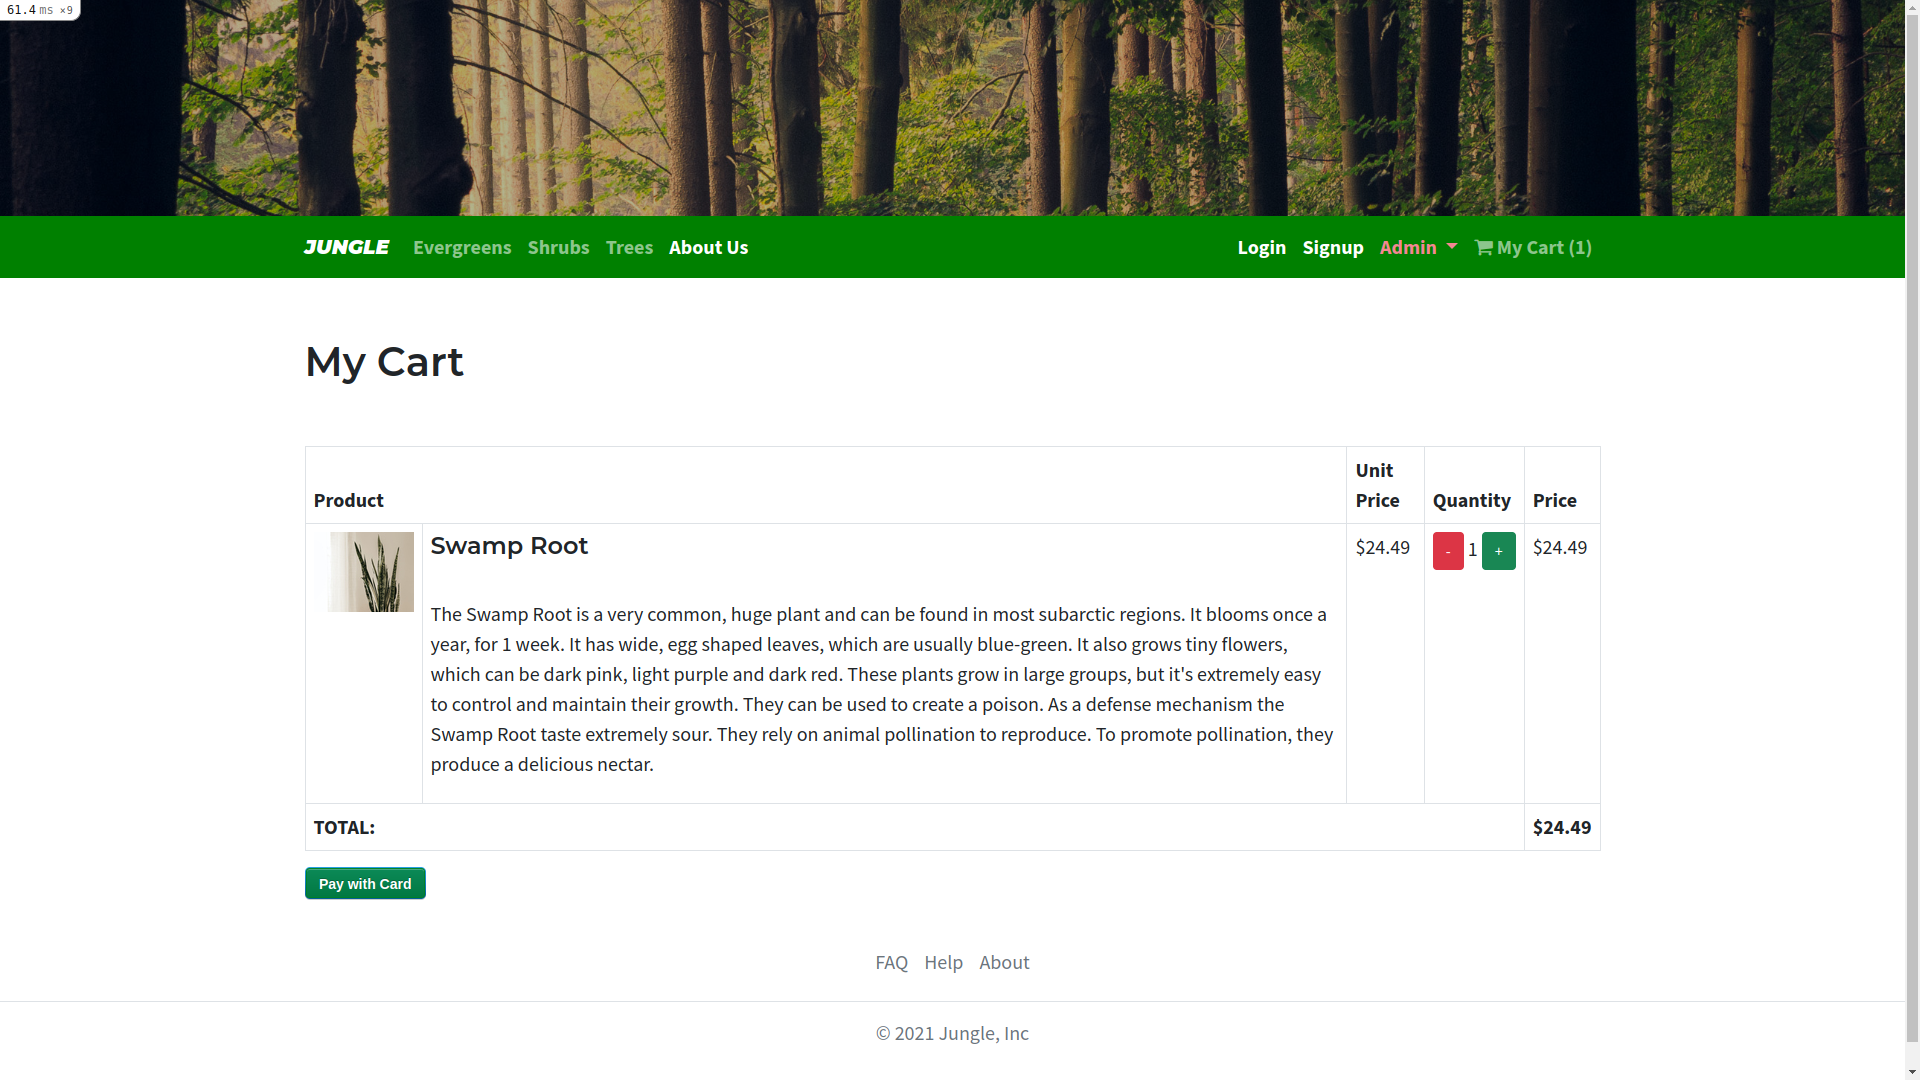 61.4 ms ×9
JUNGLE Evergreens Shrubs Trees About Us Login Signup Admin My Cart (1)
My Cart
Product Unit Price Quantity Price
Swamp Root $24.49 - 1 + $24.49
The Swamp Root is a very common, huge plant and can be found in most subarctic regions. It blooms once a
year, for 1 week. It has wide, egg shaped leaves, which are usually blue-green. It also grows tiny flowers,
which can be dark pink, light purple and dark red. These plants grow in large groups, but it's extremely easy
to control and maintain their growth. They can be used to create a poison. As a defense mechanism the
Swamp Root taste extremely sour. They rely on animal pollination to reproduce. To promote pollination, they
produce a delicious nectar.
TOTAL: $24.49
Pay with Card
FAQ Help About
© 2021 Jungle, Inc